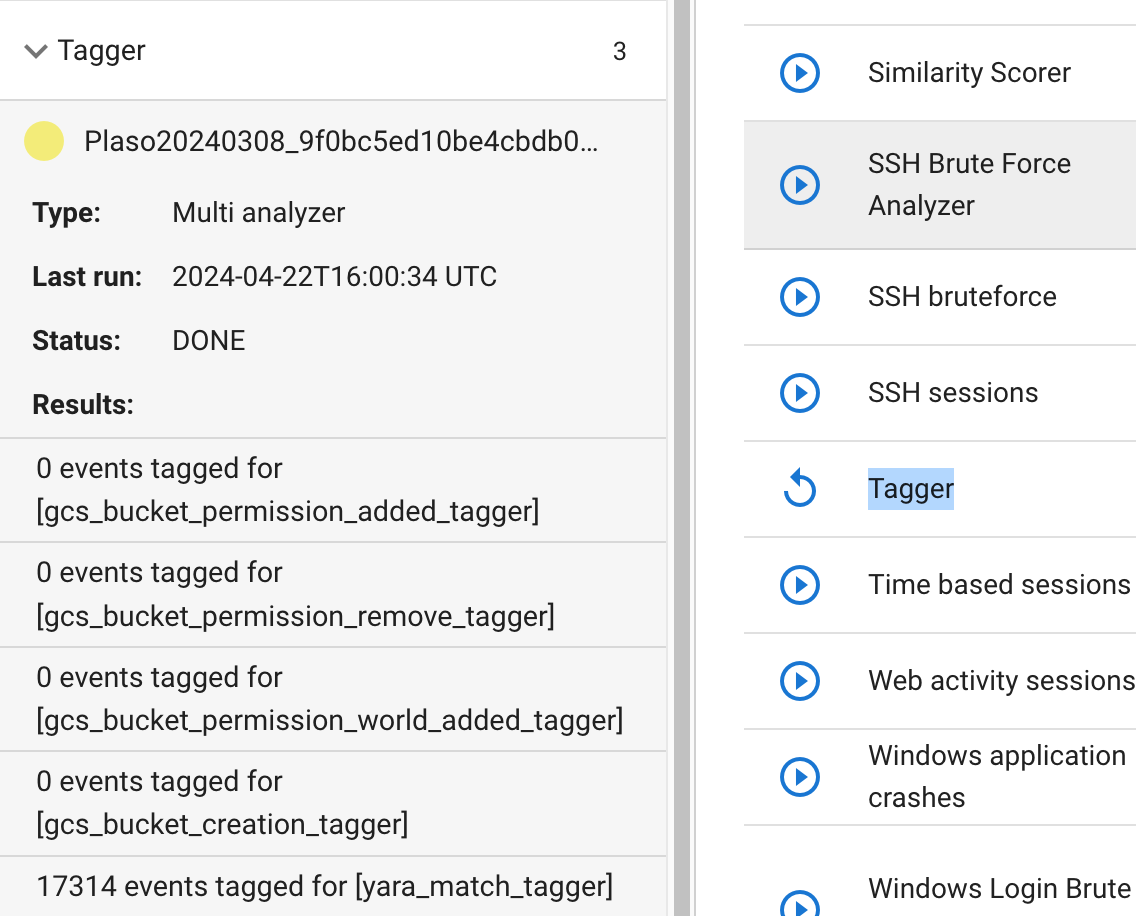 Tagger 3
Plaso20240308_9f0bc5ed10be4cbdb0...
Type: Multi analyzer
Last run: 2024-04-22T16:00:34 UTC
Status: DONE
Results:
0 events tagged for
[gcs_bucket_permission_added_tagger]
0 events tagged for
[gcs_bucket_permission_remove_tagger]
0 events tagged for
[gcs_bucket_permission_world_added_tagger]
0 events tagged for
[gcs_bucket_creation_tagger]
17314 events tagged for [yara_match_tagger]
Similarity Scorer
SSH Brute Force
Analyzer
SSH bruteforce
SSH sessions
Tagger
Time based sessions
Web activity sessions
Windows application
crashes
Windows Login Brute